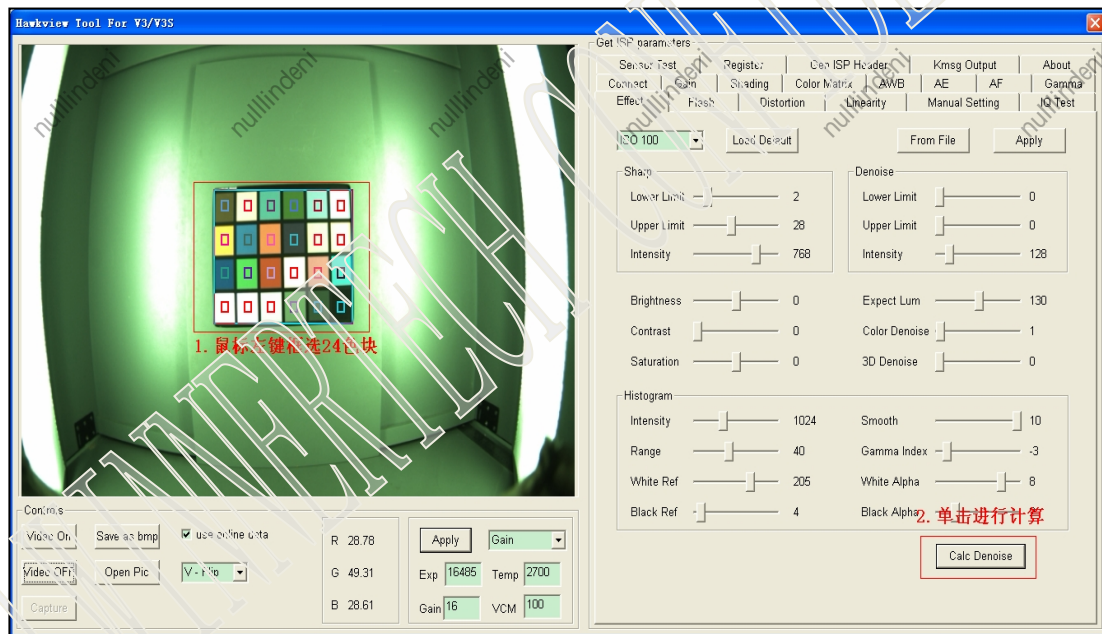 Hawkview Tool For V3/V3S
Get ISP parameters
Sensor Test Register Gen ISP Header Kmsg Output About
Connect Gain Shading Color Matrix AWB AE AF Gamma
Effect Flash Distortion Linearity Manual Setting IQ Test
nulllindeni nulllindeni nulllindeni nulllindeni nulllindeni
ISO 100 Load Default From File Apply
Sharp
Lower Limit 2
Upper Limit 28
Intensity 768
Denoise
Lower Limit 0
Upper Limit 0
Intensity 128
Brightness 0
Contrast 0
Saturation 0
Expect Lum 130
Color Denoise 1
3D Denoise 0
1. 鼠标左键框选24色块
Histogram
Intensity 1024
Range 40
White Ref 205
Black Ref 4
Smooth 10
Gamma Index -3
White Alpha 8
Black Alpha
2. 单击进行计算
Calc Denoise
Controls
Video On Save as bmp use online data
Video OFF Open Pic V - Flip
Capture
R 28.78
G 49.31
B 28.61
Apply Gain
Exp 16485 Temp 2700
Gain 16 VCM 100